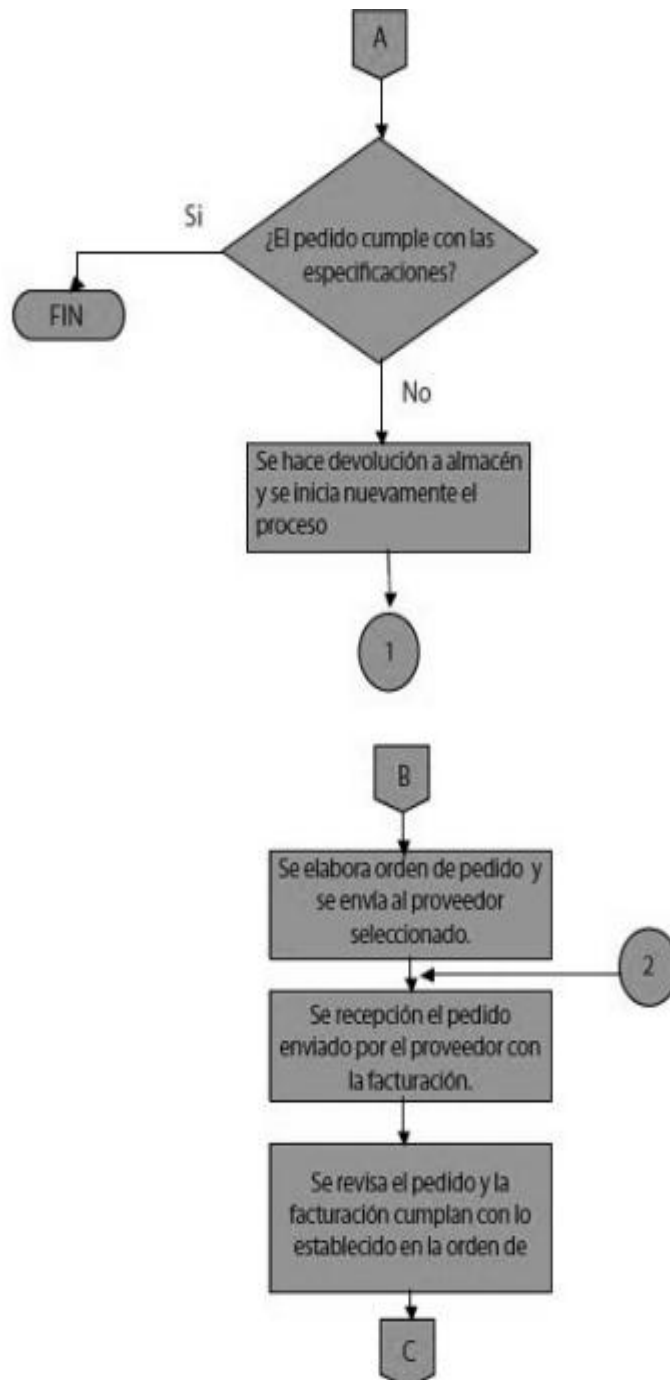 A
Si
¿El pedido cumple con las
especificaciones?
FIN
No
Se hace devolución a almacén
y se inicia nuevamente el
proceso
1
B
Se elabora orden de pedido y
se envía al proveedor
seleccionado.
2
Se recepción el pedido
enviado por el proveedor con
la facturación.
Se revisa el pedido y la
facturación cumplan con lo
establecido en la orden de
C